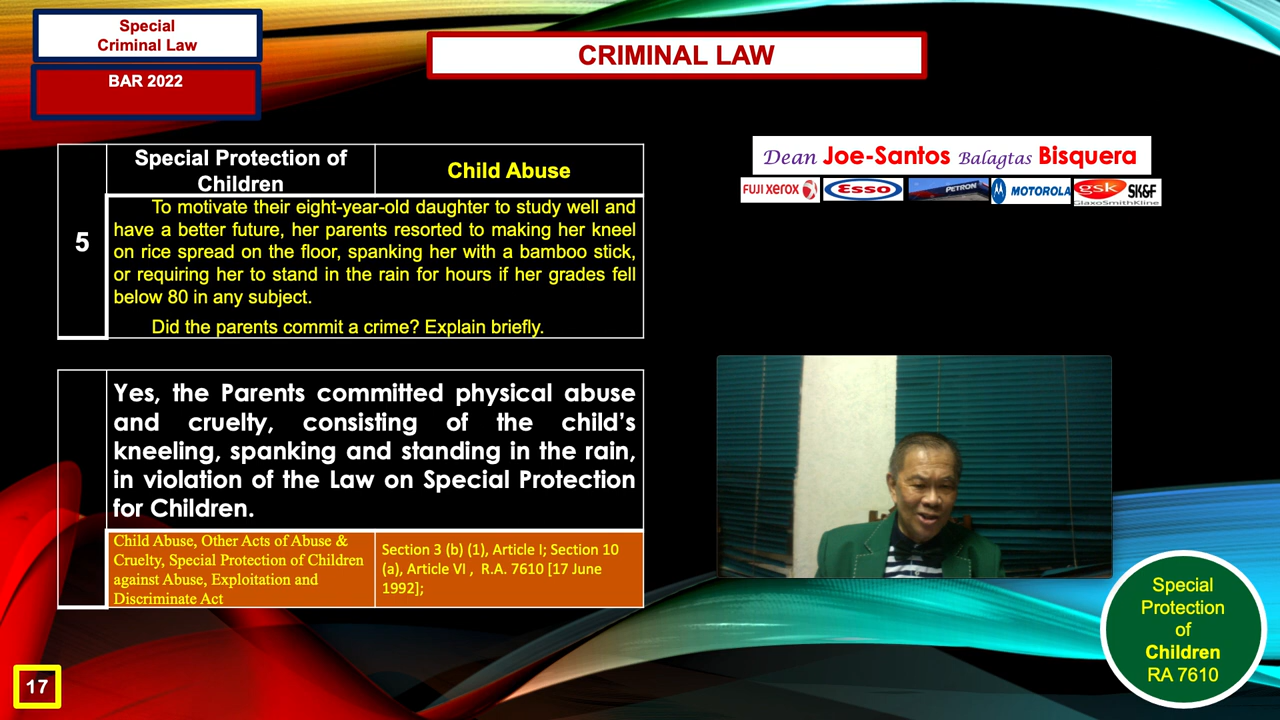 Special
Criminal Law
BAR 2022
CRIMINAL LAW
Special Protection of
Children
Child Abuse
5
To motivate their eight-year-old daughter to study well and
have a better future, her parents resorted to making her kneel
on rice spread on the floor, spanking her with a bamboo stick,
or requiring her to stand in the rain for hours if her grades fell
below 80 in any subject.
Did the parents commit a crime? Explain briefly.
Yes, the Parents committed physical abuse
and cruelty, consisting of the child's
kneeling, spanking and standing in the rain,
in violation of the Law on Special Protection
for Children.
Child Abuse, Other Acts of Abuse &
Cruelty, Special Protection of Children
against Abuse, Exploitation and
Discriminate Act
Section 3 (b) (1), Article I; Section 10
(a), Article VI , R.A. 7610 [17 June
1992];
Dean Joe-Santos Balagtas Bisquera
FUJI XEROX
Esso
PETRON
MOTOROLA
gsk SK&F
GlaxoSmithKline
Special
Protection
of
Children
RA 7610
17